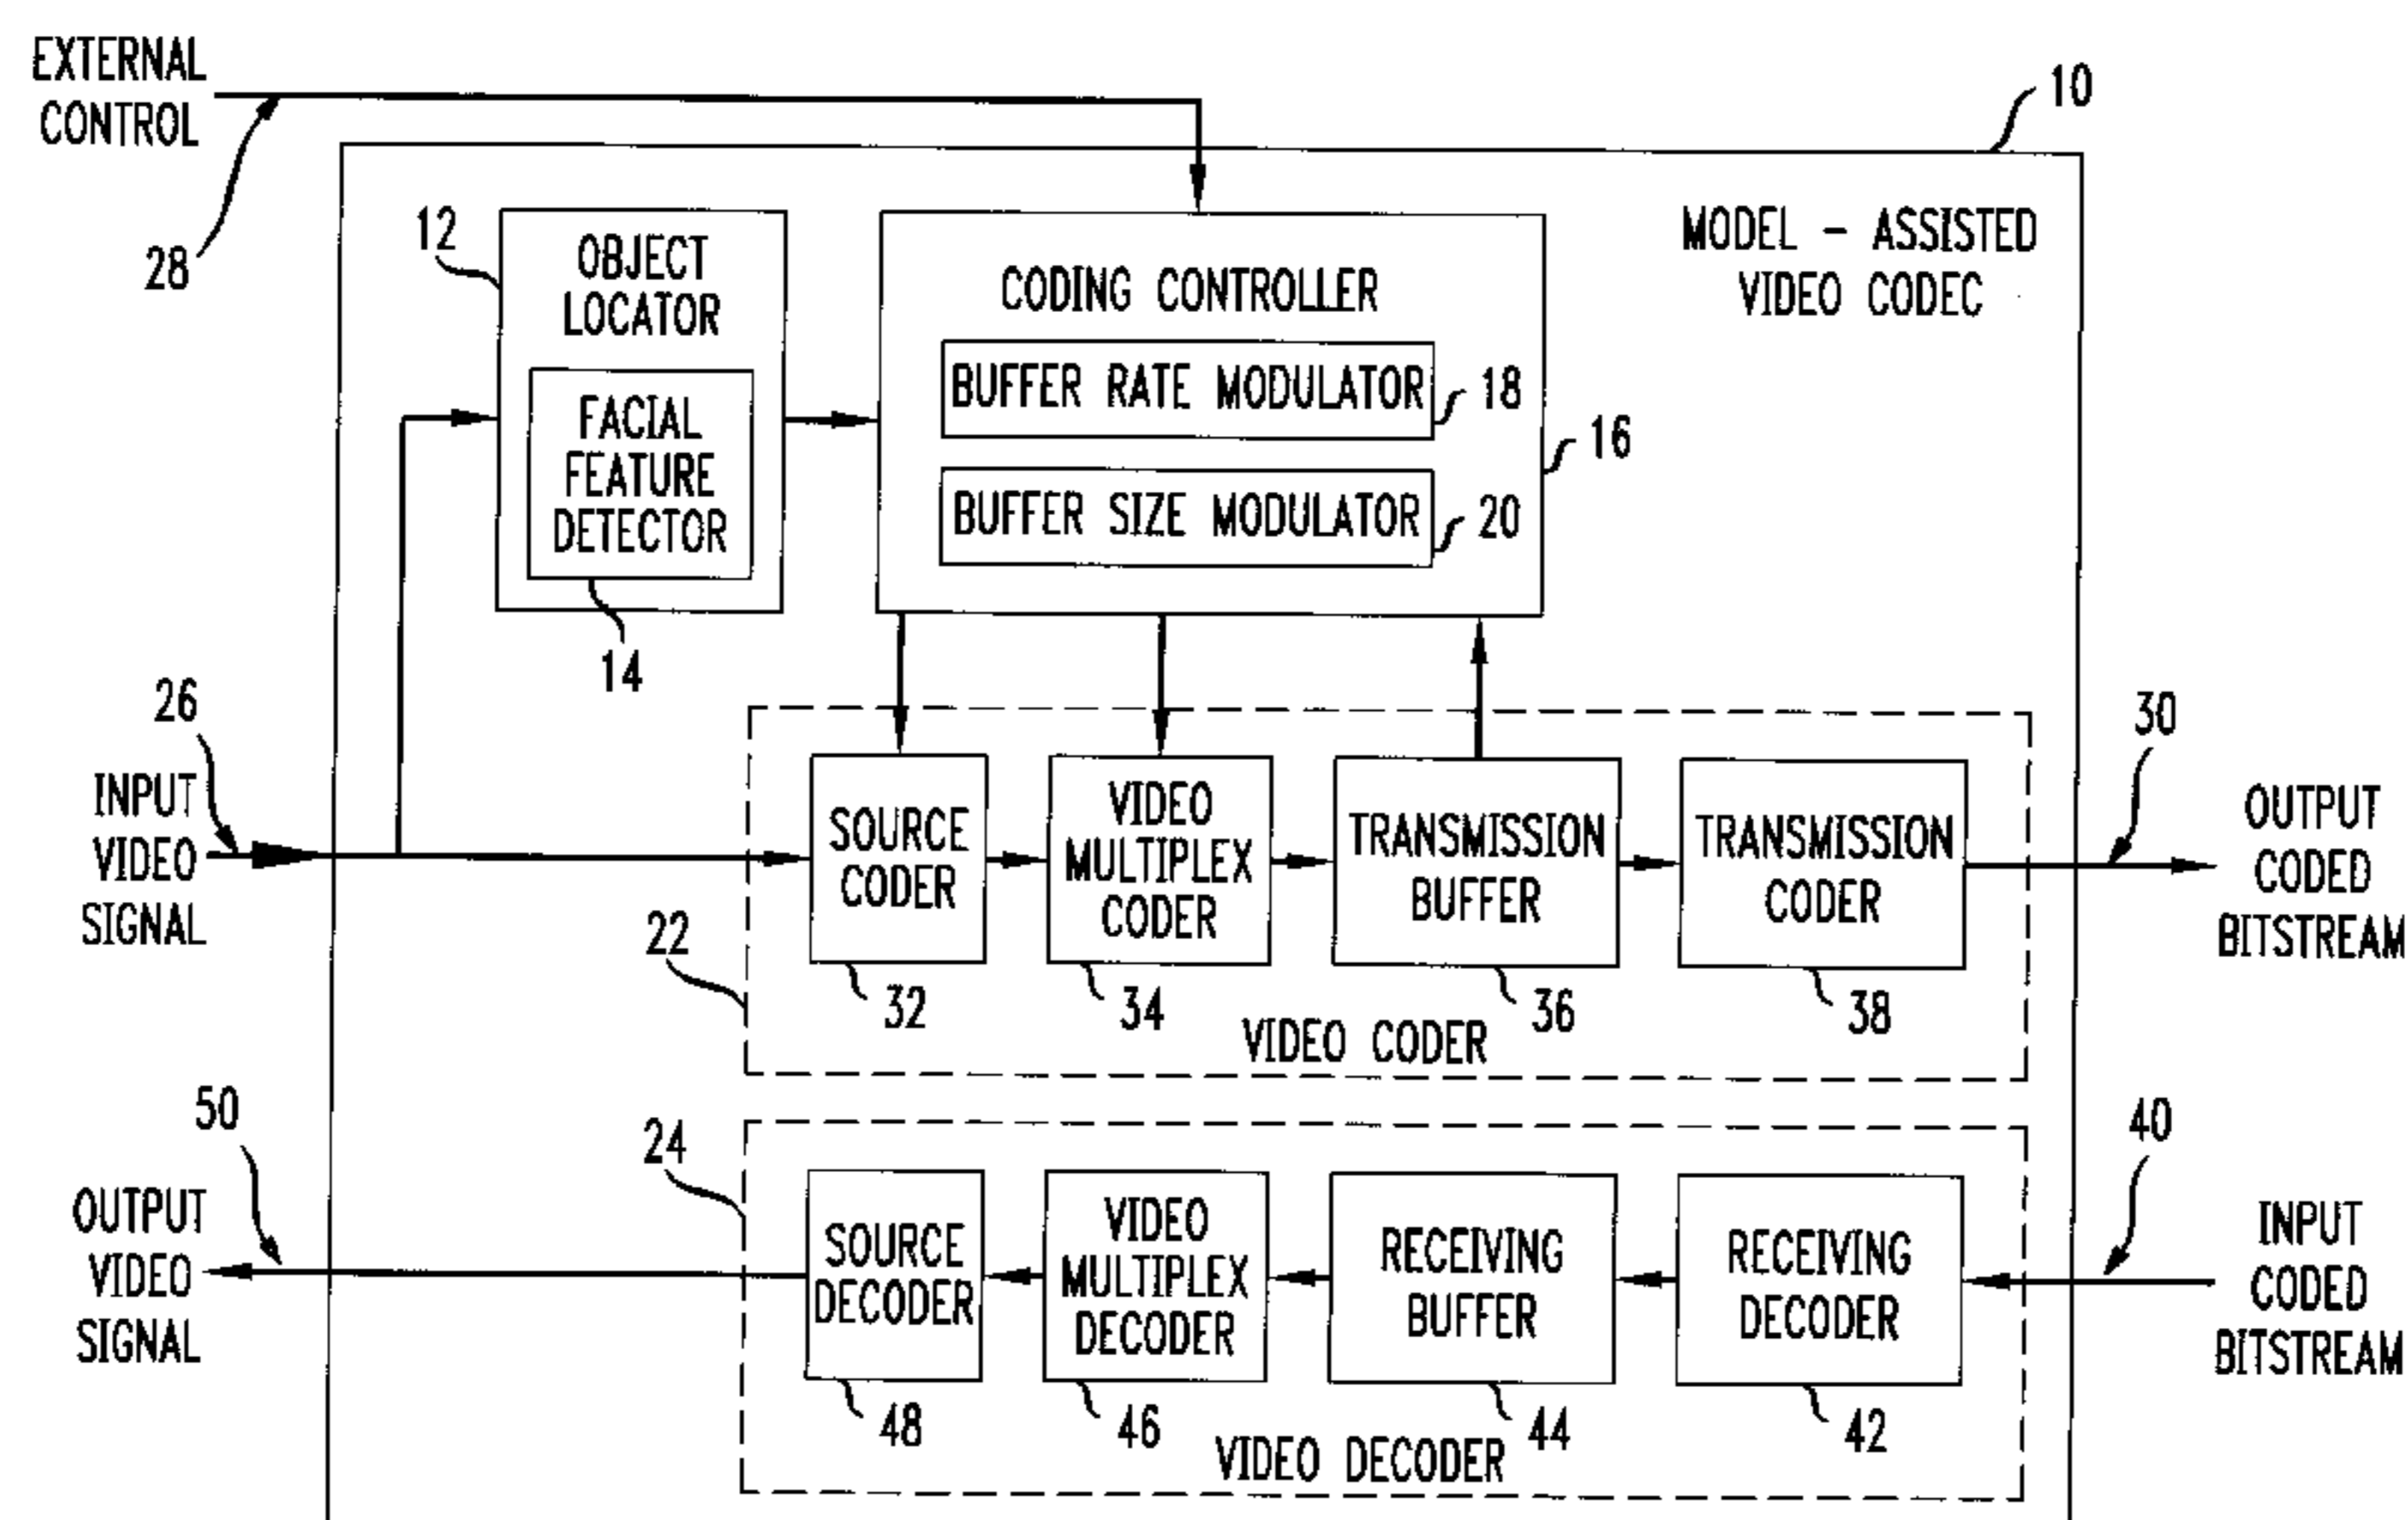 EXTERNAL
CONTROL
28
10
MODEL - ASSISTED
VIDEO CODEC
12
OBJECT
LOCATOR
FACIAL
FEATURE
DETECTOR
14
CODING CONTROLLER
BUFFER RATE MODULATOR
18
BUFFER SIZE MODULATOR
20
16
26
INPUT
VIDEO
SIGNAL
22
SOURCE
CODER
32
VIDEO
MULTIPLEX
CODER
34
TRANSMISSION
BUFFER
36
TRANSMISSION
CODER
38
VIDEO CODER
30
OUTPUT
CODED
BITSTREAM
50
OUTPUT
VIDEO
SIGNAL
24
SOURCE
DECODER
48
VIDEO
MULTIPLEX
DECODER
46
RECEIVING
BUFFER
44
RECEIVING
DECODER
42
VIDEO DECODER
40
INPUT
CODED
BITSTREAM